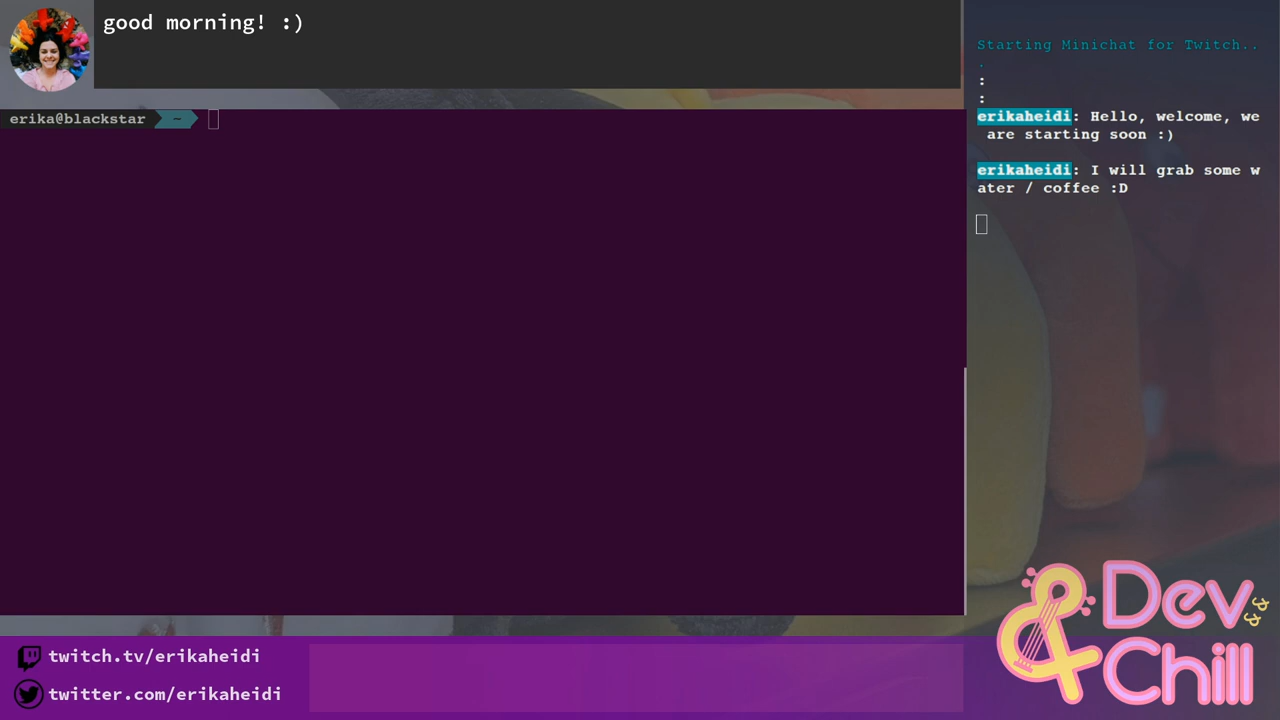 good morning! :)
erika@blackstar ~
Starting Minichat for Twitch..
.
:
:
erikaheidi: Hello, welcome, we
are starting soon :)
erikaheidi: I will grab some w
ater / coffee :D
twitch.tv/erikaheidi
twitter.com/erikaheidi
Dev
&&
& Chill